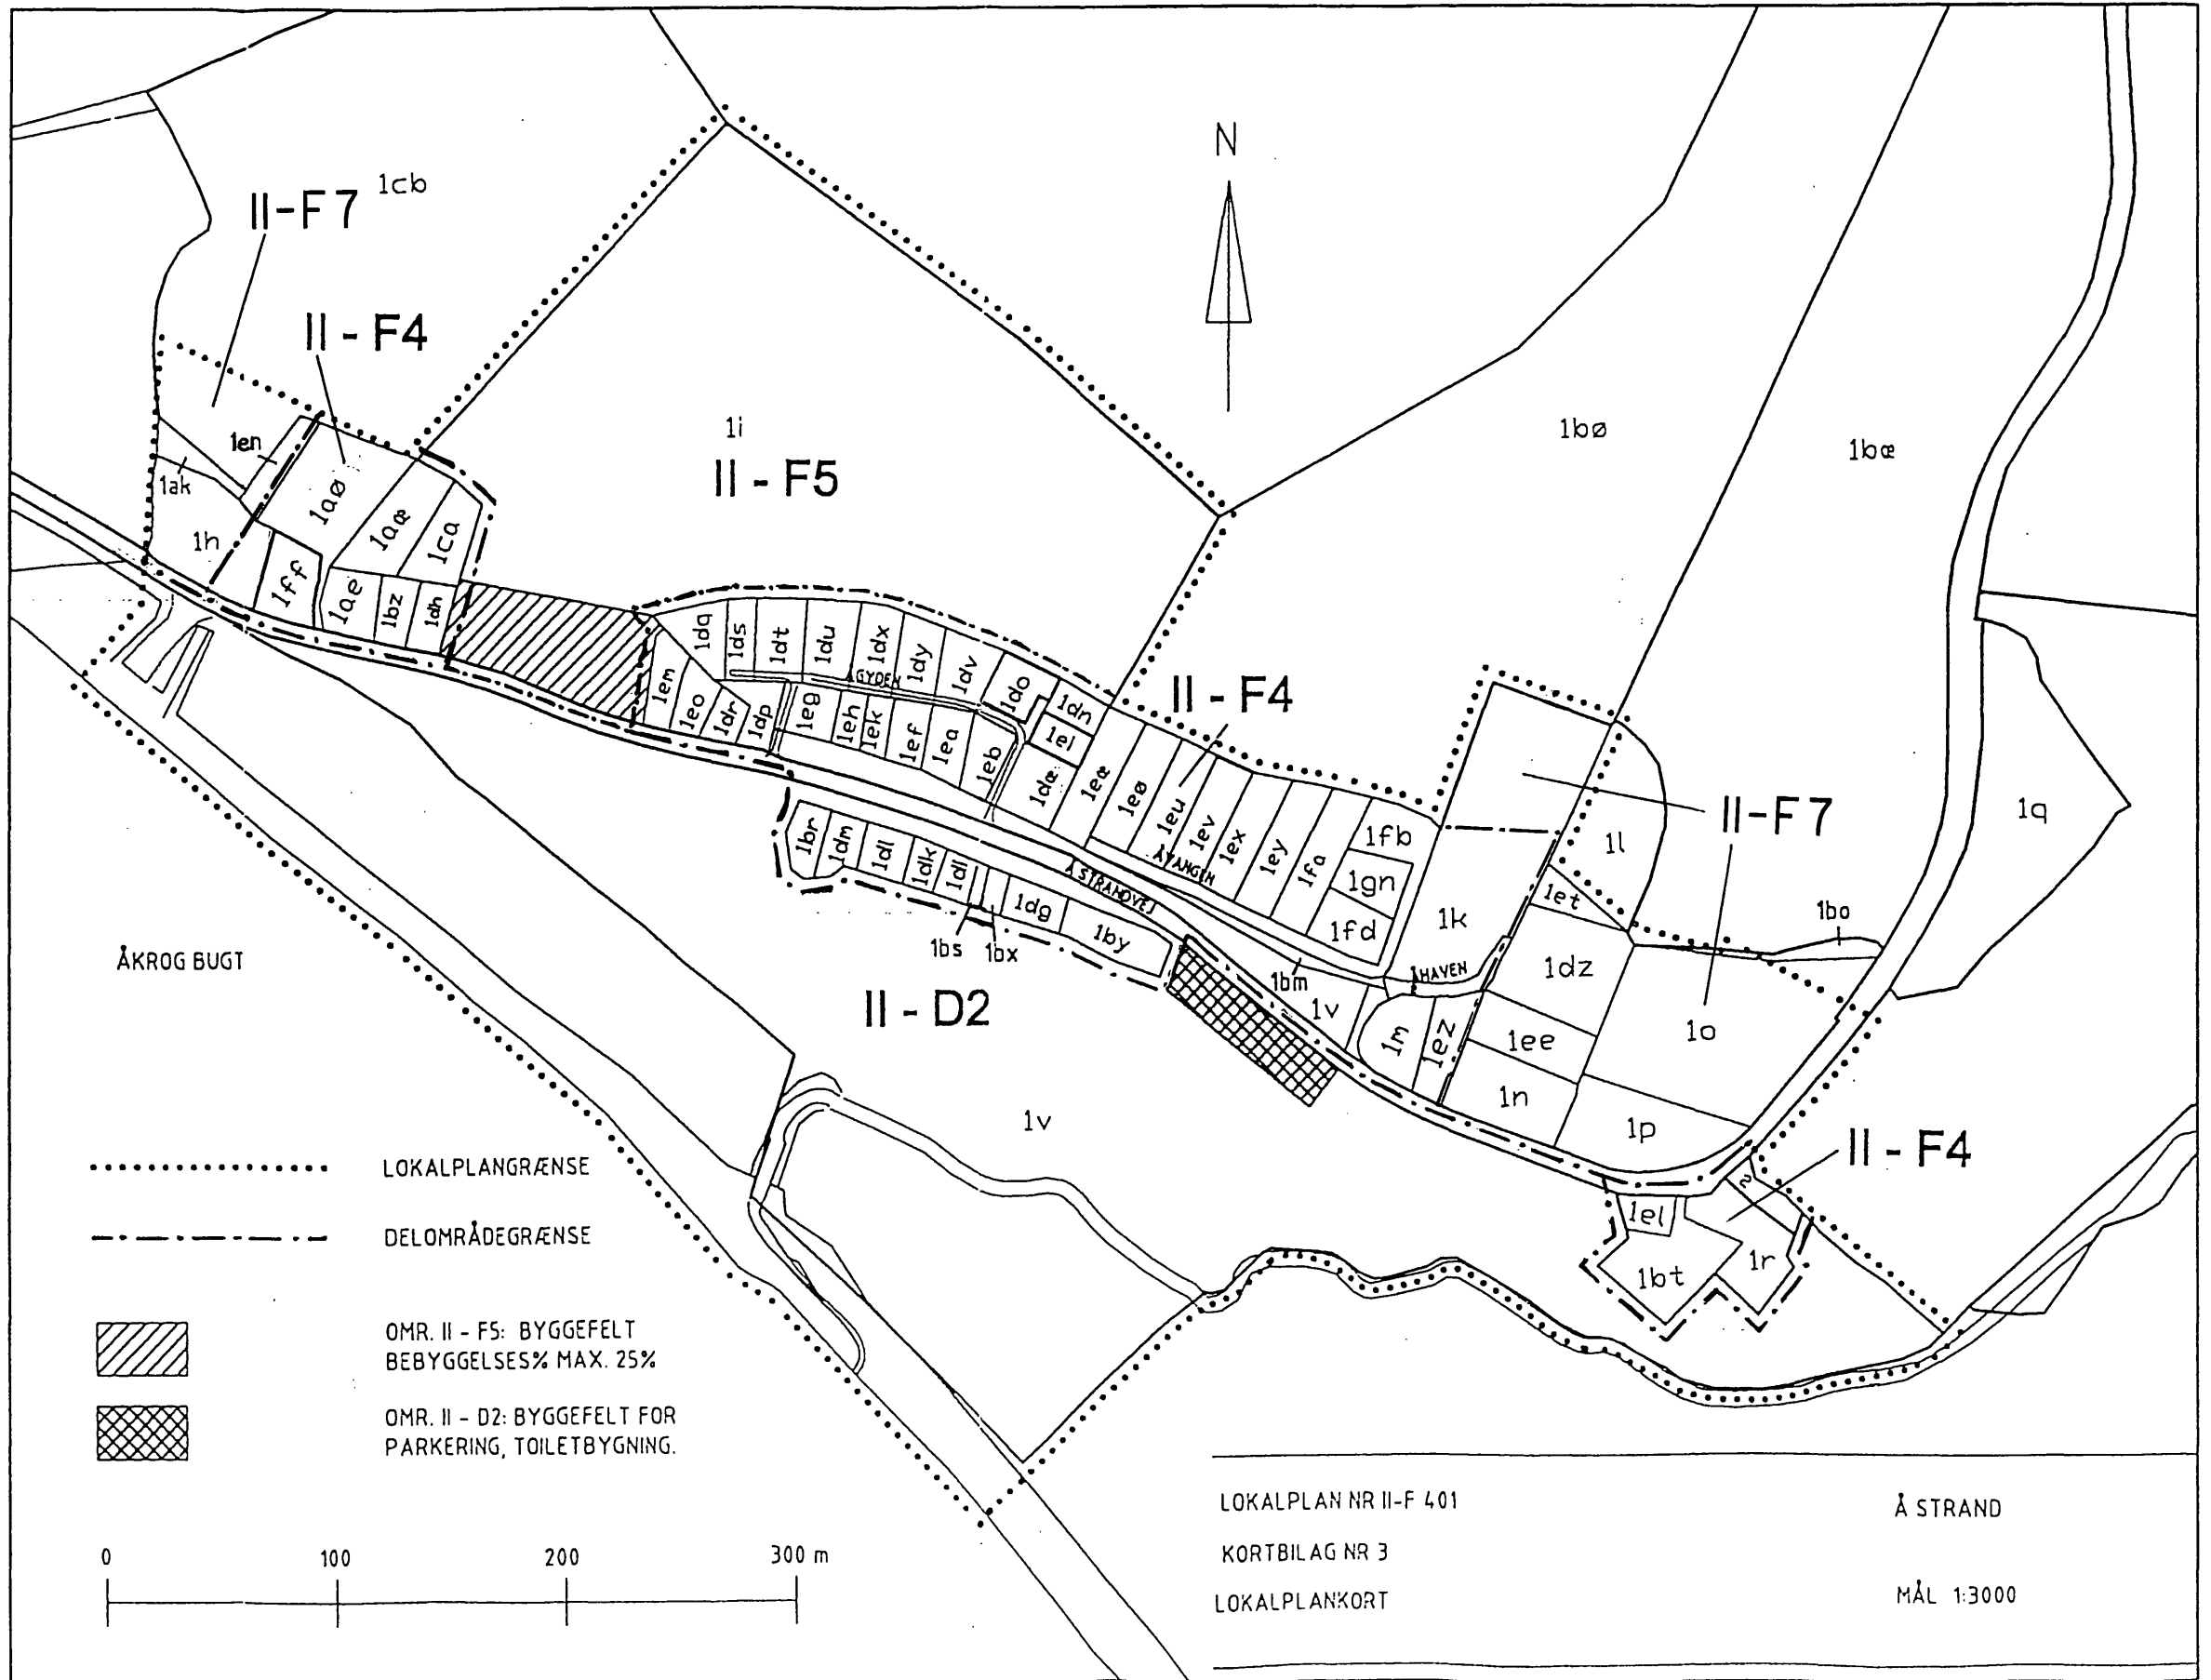 N
II-F7
1cb
II - F4
1i
II - F5
1bø
1bæ
1en
1ak
1aø
1aæ
1ca
1h
1ff
1ae
1bz
1dh
1dq
1ds
1dt
1du
1dx
1dy
1dv
1do
1dn
1el
ÅGYDEN
1em
1eo
1dr
1dp
1eg
1eh
1ek
1ef
1ea
1eb
1dæ
II - F4
1eæ
1eø
1eu
1ev
1ex
1ey
1fa
1fb
1gn
1fd
II-F7
1l
1q
1br
1dm
1dl
1dk
1dg
1by
1bs
1bx
Å STRANDVEJ
ÅVANGEN
1k
1et
1bo
ÅKROG BUGT
II - D2
1bm
1v
ÅHAVEN
1dz
1m
1ez
1ee
1o
1n
1p
1v
II - F4
1el
1bt
1r
LOKALPLANGRÆNSE
DELOMRÅDEGRÆNSE
OMR. II - F5: BYGGEFELT
BEBYGGELSES% MAX. 25%
OMR. II - D2: BYGGEFELT FOR
PARKERING, TOILETBYGNING.
0 100 200 300 m
LOKALPLAN NR II-F 401
Å STRAND
KORTBILAG NR 3
LOKALPLANKORT
MÅL 1:3000